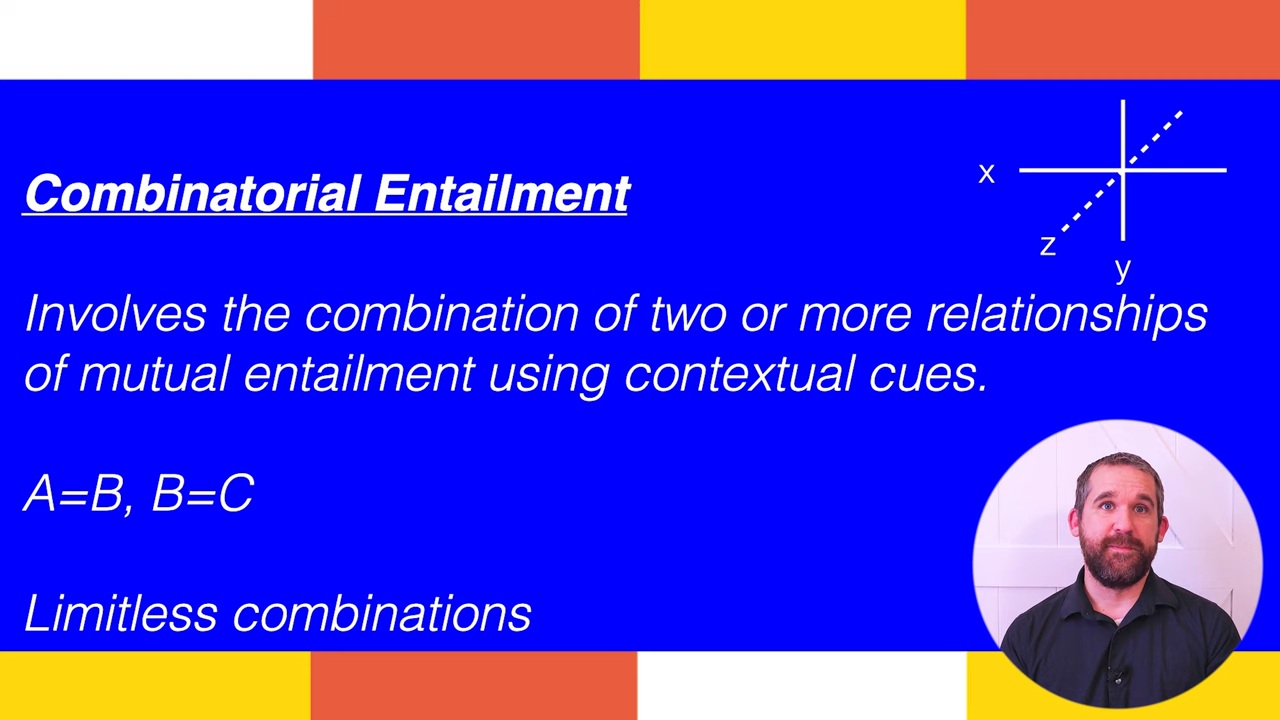 Combinatorial Entailment
x
z
y
Involves the combination of two or more relationships
of mutual entailment using contextual cues.
A=B, B=C
Limitless combinations